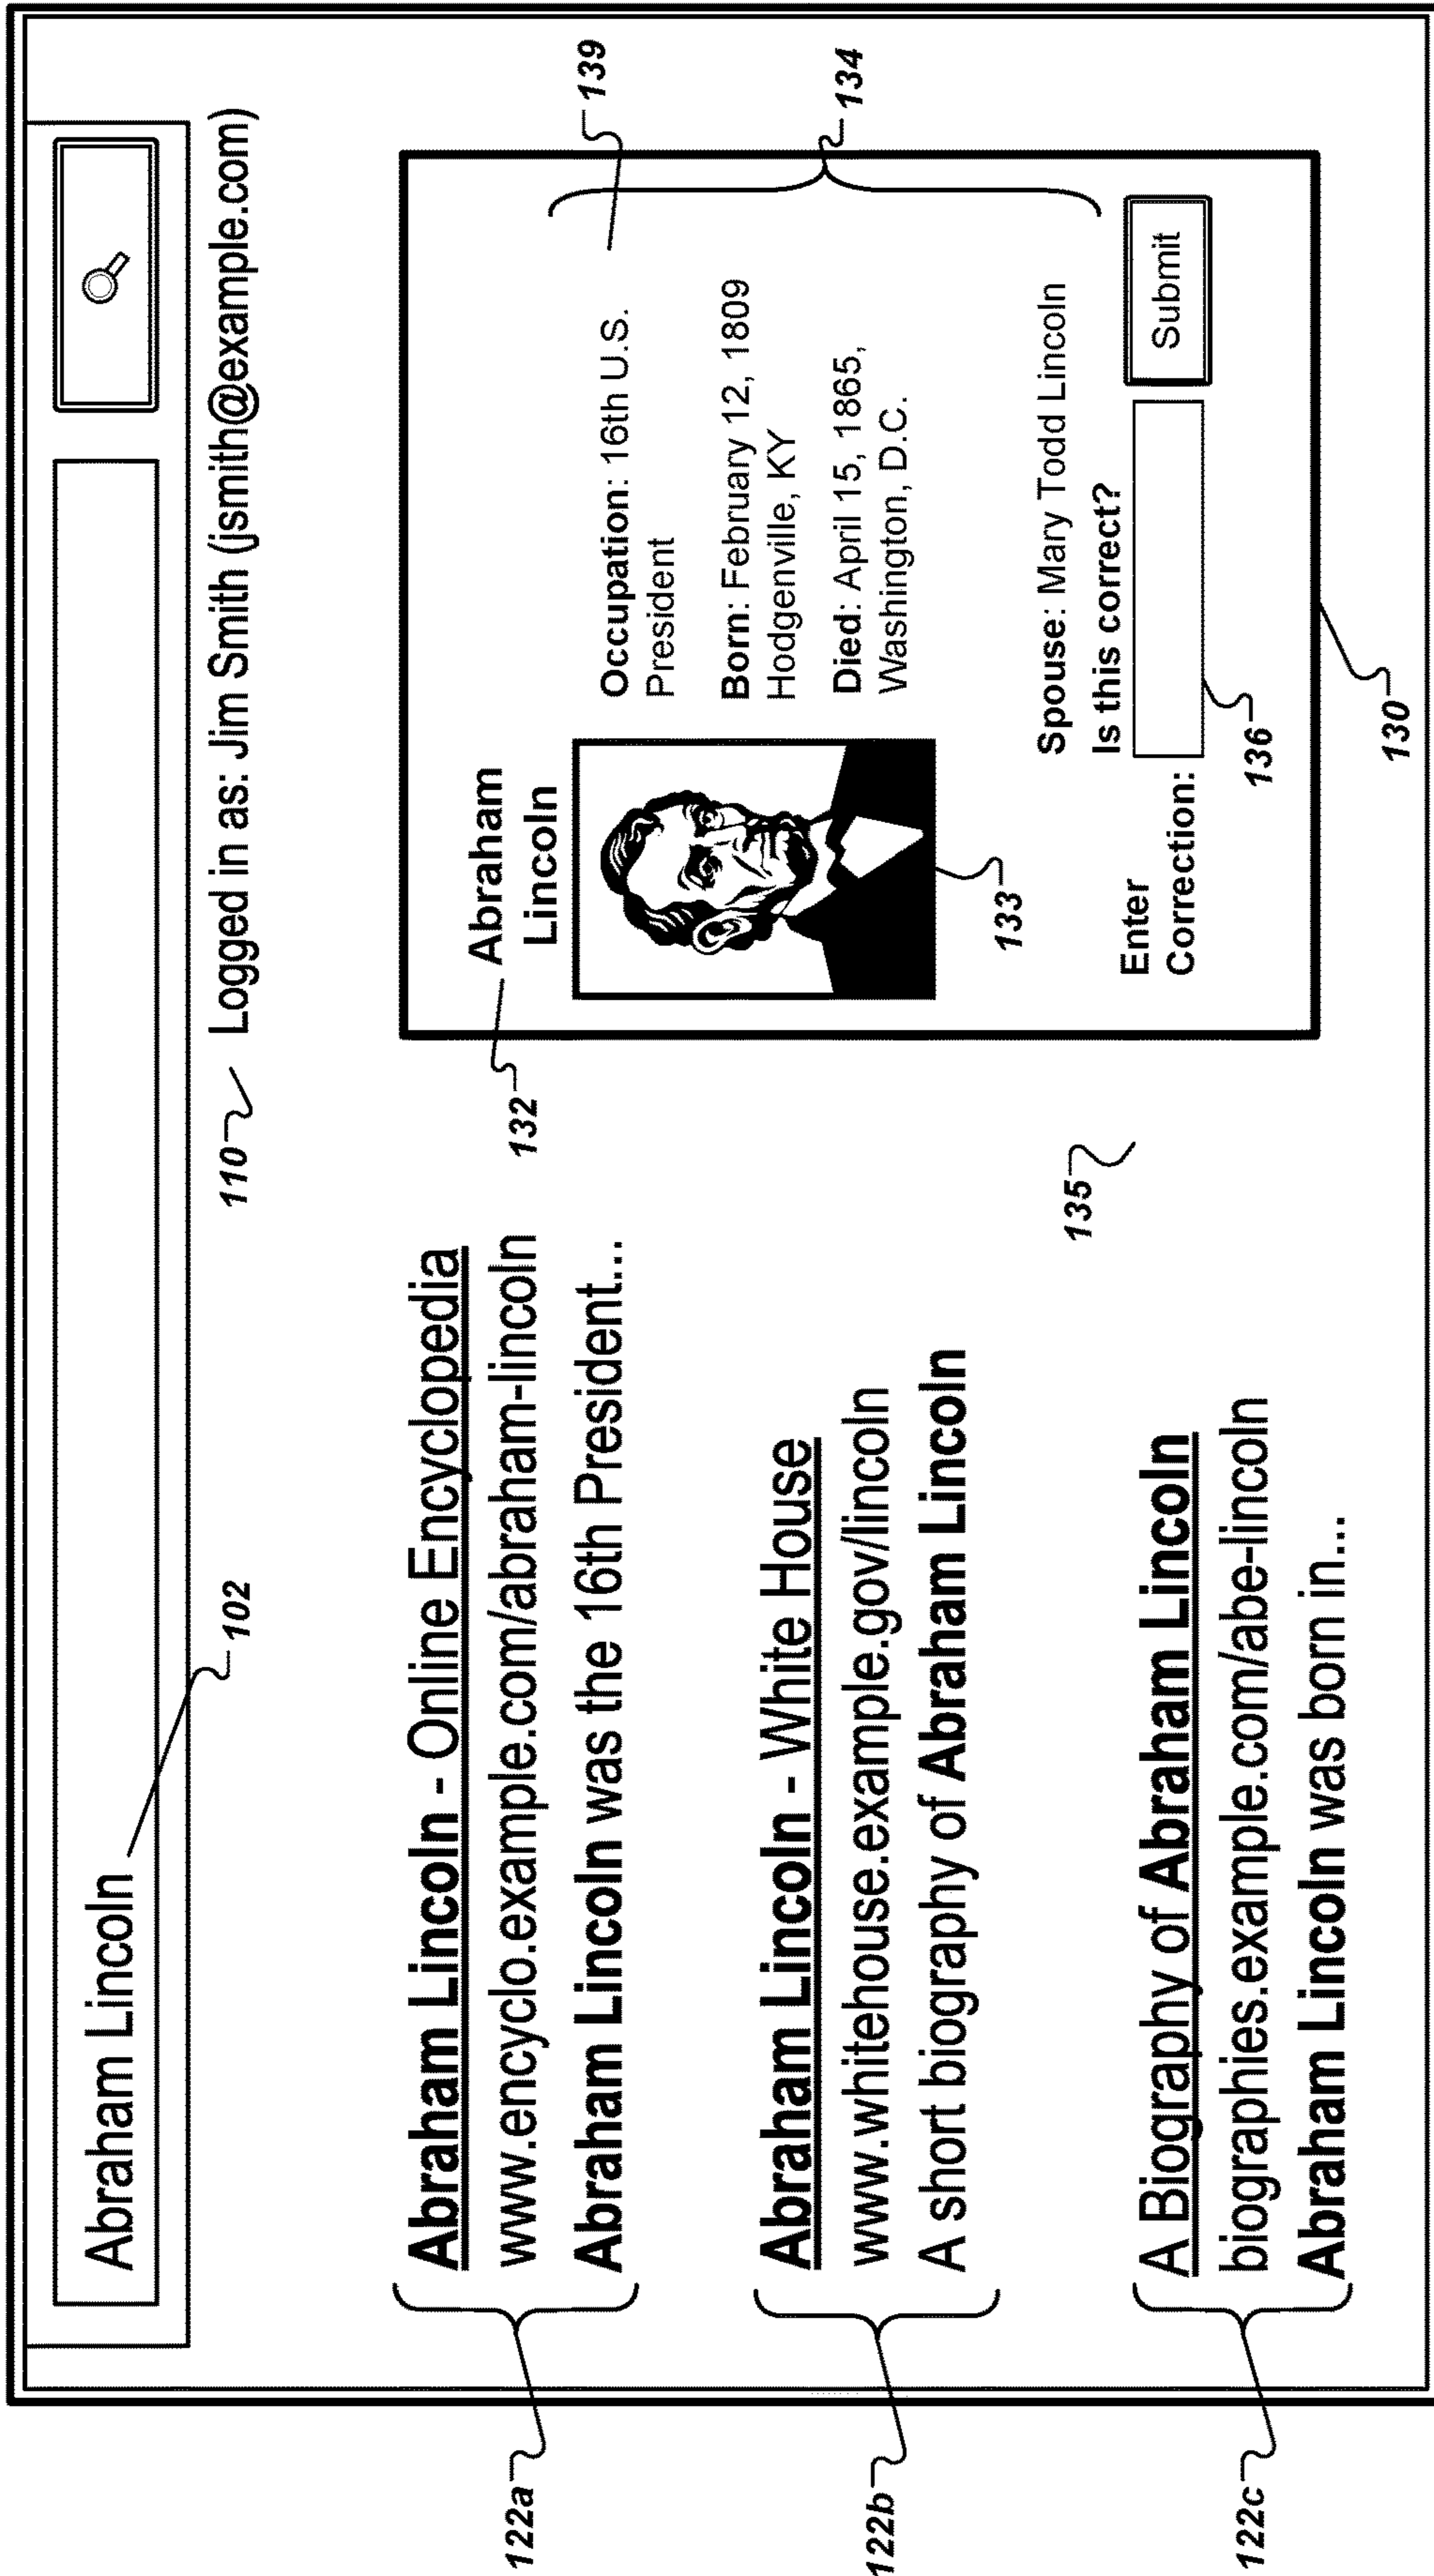 Abraham Lincoln
102
110
Logged in as: Jim Smith (jsmith@example.com)
122a
Abraham Lincoln - Online Encyclopedia
www.encyclo.example.com/abraham-lincoln
Abraham Lincoln was the 16th President...
122b
Abraham Lincoln - White House
www.whitehouse.example.gov/lincoln
A short biography of Abraham Lincoln
122c
A Biography of Abraham Lincoln
biographies.example.com/abe-lincoln
Abraham Lincoln was born in...
132
Abraham
Lincoln
133
139
Occupation: 16th U.S.
President
Born: February 12, 1809
Hodgenville, KY
Died: April 15, 1865,
Washington, D.C.
134
Spouse: Mary Todd Lincoln
Is this correct?
135
Enter
Correction:
Submit
136
130